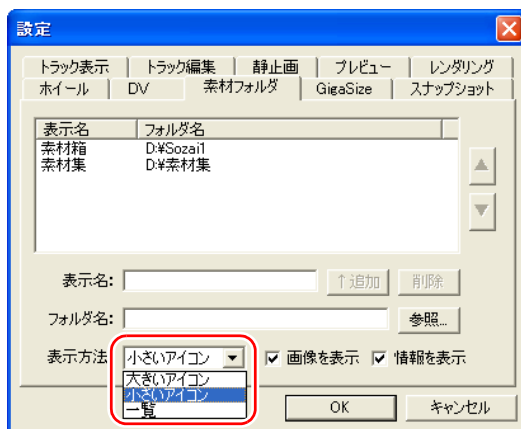 設定
トラック表示 トラック編集 静止画 プレビュー レンダリング
ホイール DV 素材フォルダ GigaSize スナップショット
表示名 フォルダ名
素材箱 D:¥Sozai1
素材集 D:¥素材集
表示名: ↑追加 削除
フォルダ名: 参照...
表示方法 小さいアイコン 画像を表示 情報を表示
大きいアイコン
小さいアイコン
一覧
OK キャンセル